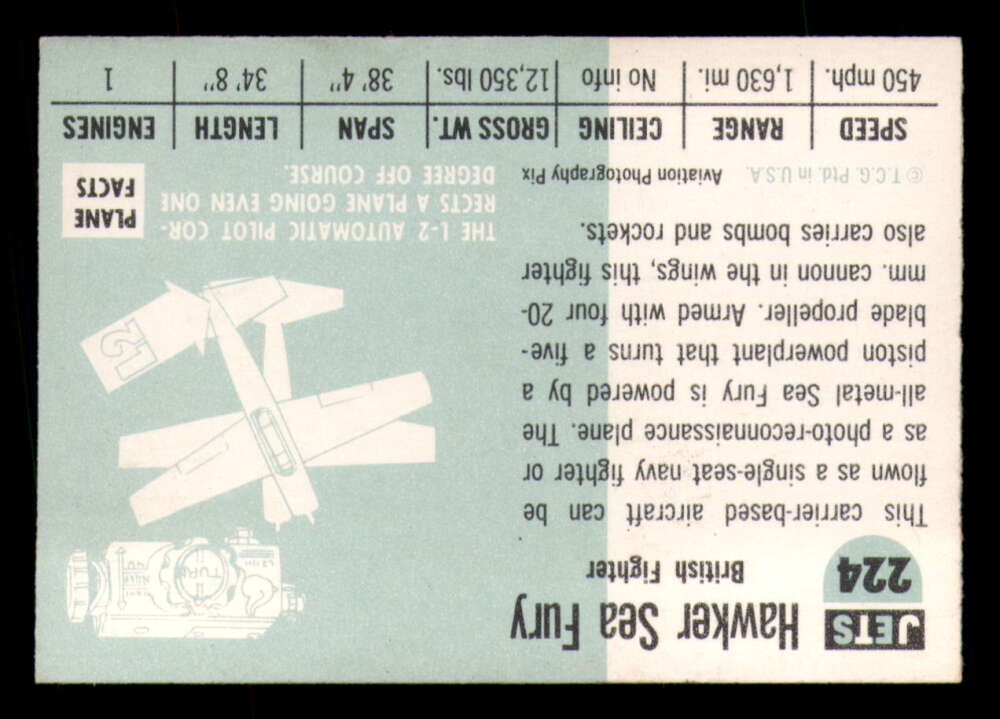 JETS
224
Hawker Sea Fury
British Fighter
This carrier-based aircraft can be
flown as a single-seat navy fighter or
as a photo-reconnaissance plane. The
all-metal Sea Fury is powered by a
piston powerplant that turns a five-
blade propeller. Armed with four 20-
mm. cannon in the wings, this fighter
also carries bombs and rockets.
© T.C.G. Ptd. in U.S.A. Aviation Photography Pix
TURN
L2
PLANE
FACTS
THE L-2 AUTOMATIC PILOT COR-
RECTS A PLANE GOING EVEN ONE
DEGREE OFF COURSE.
SPEED RANGE CEILING GROSS WT. SPAN LENGTH ENGINES
450 mph. 1,630 mi. No info 12,350 lbs. 38' 4" 34' 8" 1